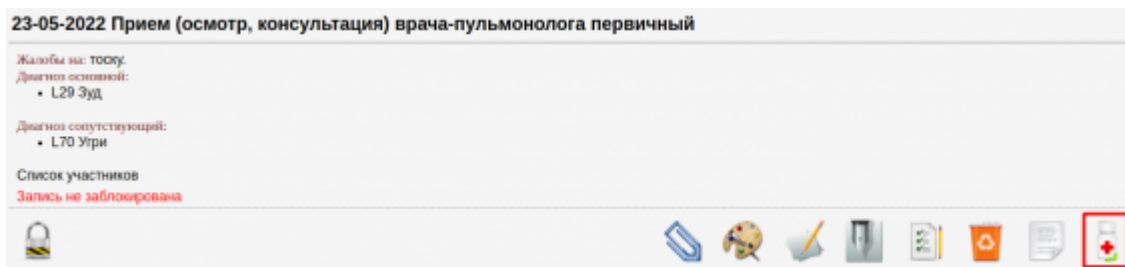 23-05-2022 Прием (осмотр, консультация) врача-пульмонолога первичный
Жалобы на: тоску.
Диагноз основной:
• L29 Зуд
Диагноз сопутствующий:
• L70 Угри
Список участников
Запись не заблокирована